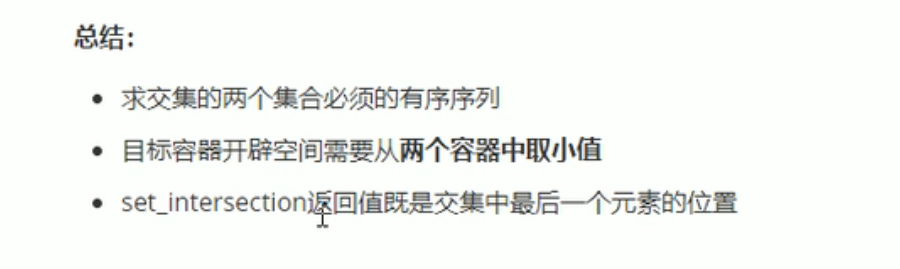 总结：
求交集的两个集合必须的有序序列
目标容器开辟空间需要从两个容器中取小值
set_intersection返回值既是交集中最后一个元素的位置